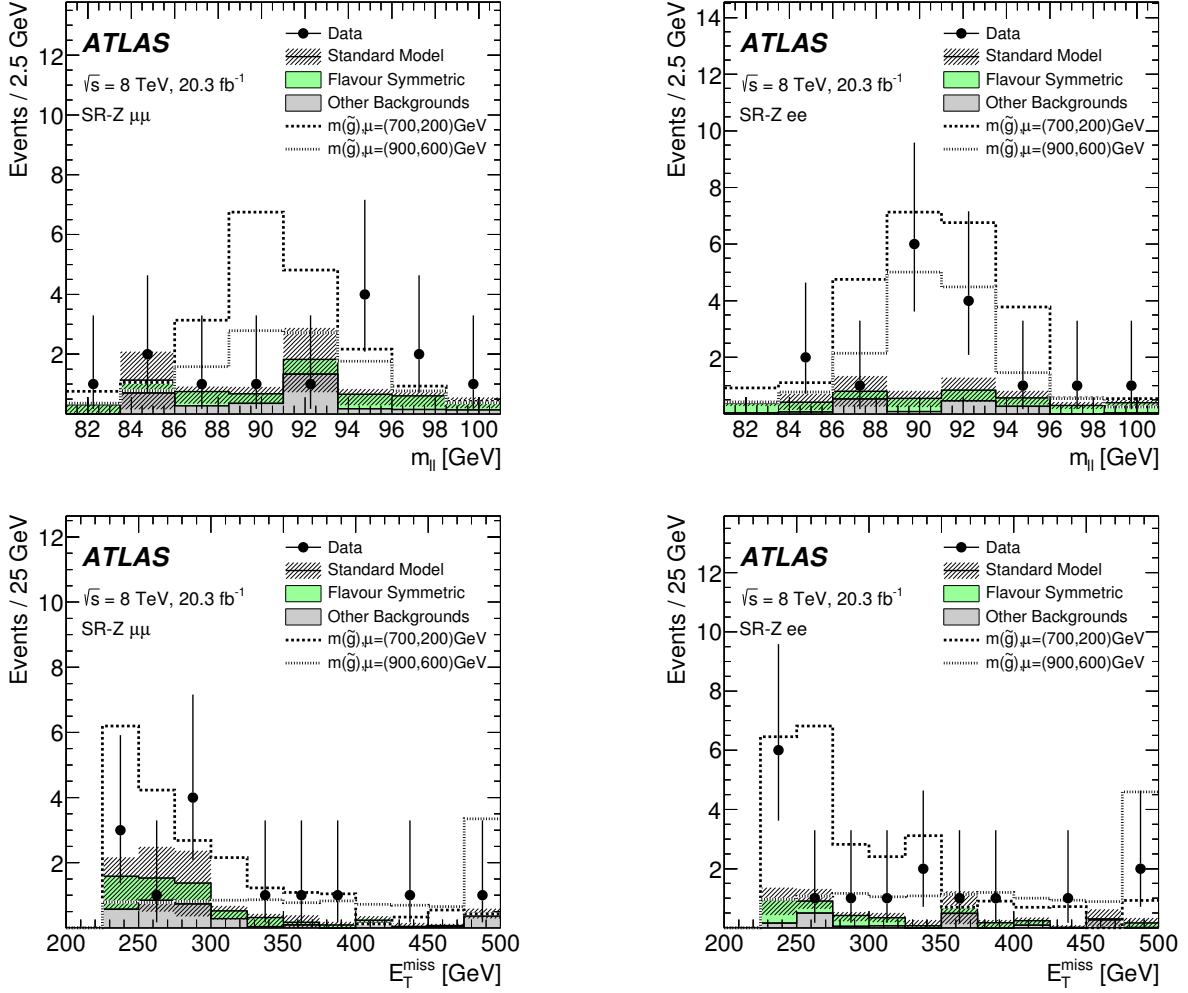 Events / 2.5 GeV
12
10
8
6
4
2
ATLAS
√s = 8 TeV, 20.3 fb⁻¹
SR-Z μμ
Data
Standard Model
Flavour Symmetric
Other Backgrounds
m(g̃),μ=(700,200)GeV
m(g̃),μ=(900,600)GeV
82 84 86 88 90 92 94 96 98 100
m_ll [GeV]
Events / 2.5 GeV
14
12
10
8
6
4
2
ATLAS
√s = 8 TeV, 20.3 fb⁻¹
SR-Z ee
Data
Standard Model
Flavour Symmetric
Other Backgrounds
m(g̃),μ=(700,200)GeV
m(g̃),μ=(900,600)GeV
82 84 86 88 90 92 94 96 98 100
m_ll [GeV]
Events / 25 GeV
12
10
8
6
4
2
ATLAS
√s = 8 TeV, 20.3 fb⁻¹
SR-Z μμ
Data
Standard Model
Flavour Symmetric
Other Backgrounds
m(g̃),μ=(700,200)GeV
m(g̃),μ=(900,600)GeV
200 250 300 350 400 450 500
E_T^miss [GeV]
Events / 25 GeV
12
10
8
6
4
2
ATLAS
√s = 8 TeV, 20.3 fb⁻¹
SR-Z ee
Data
Standard Model
Flavour Symmetric
Other Backgrounds
m(g̃),μ=(700,200)GeV
m(g̃),μ=(900,600)GeV
200 250 300 350 400 450 500
E_T^miss [GeV]